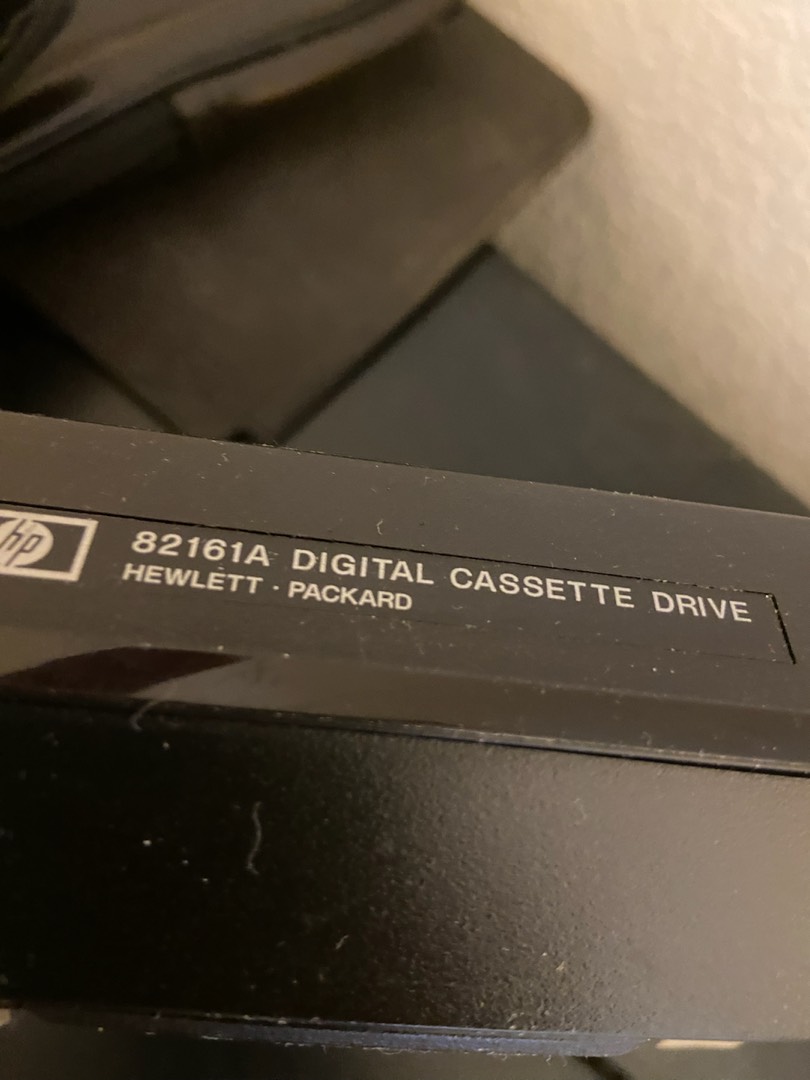 hp
82161A DIGITAL CASSETTE DRIVE
HEWLETT · PACKARD